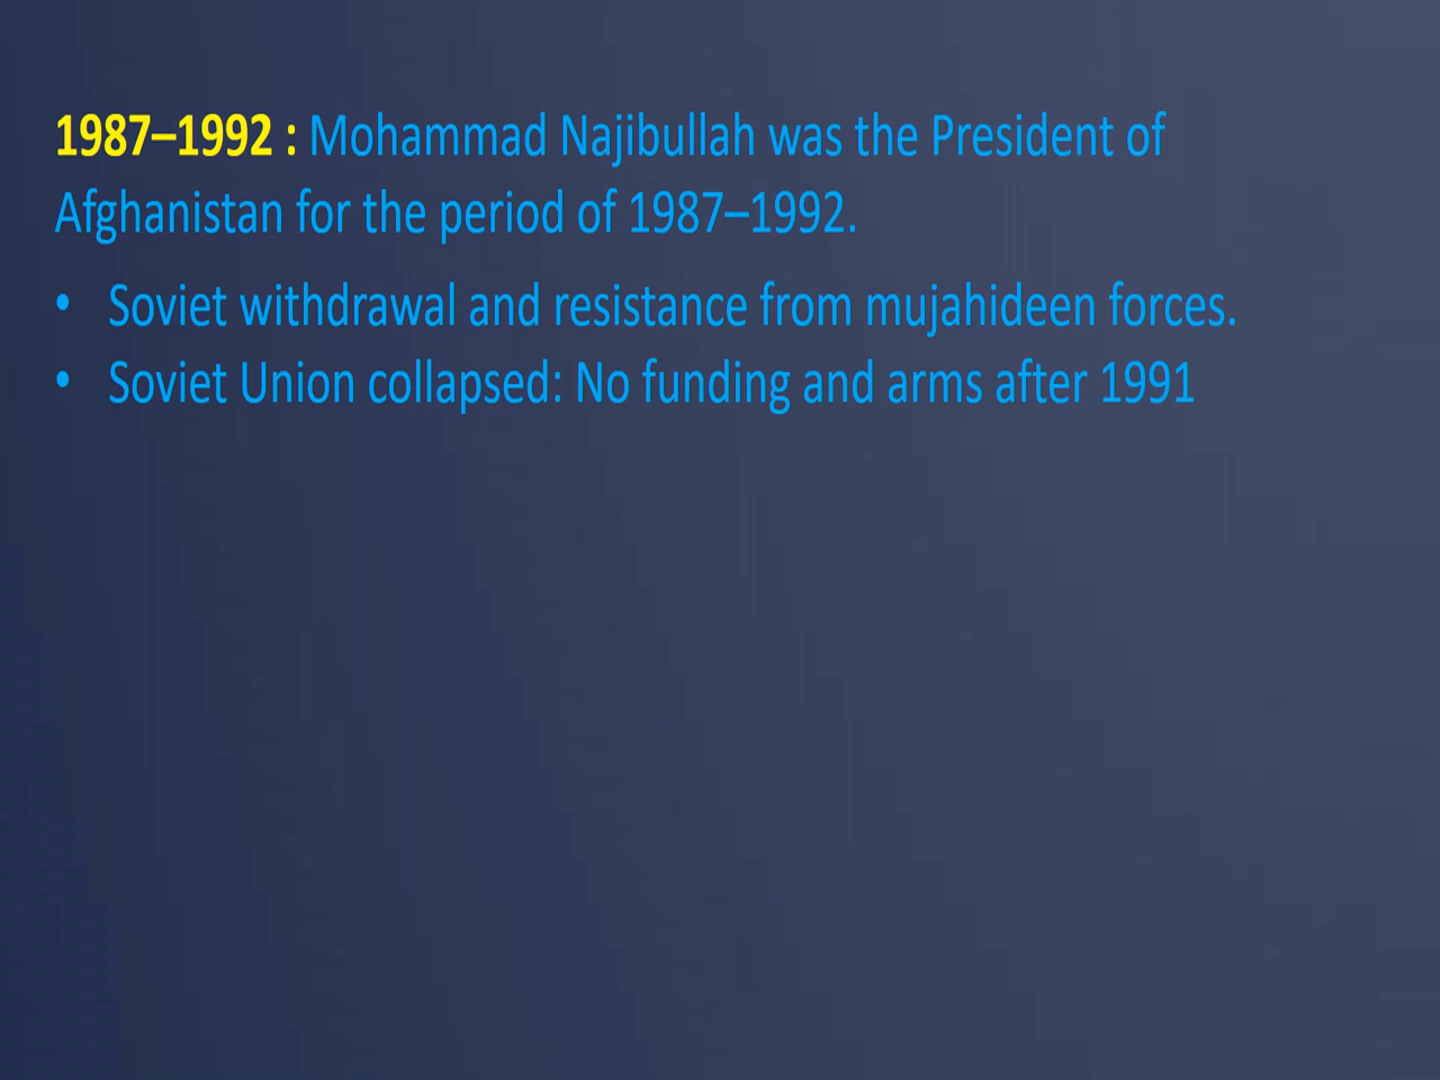 1987–1992 : Mohammad Najibullah was the President of
Afghanistan for the period of 1987–1992.
• Soviet withdrawal and resistance from mujahideen forces.
• Soviet Union collapsed: No funding and arms after 1991